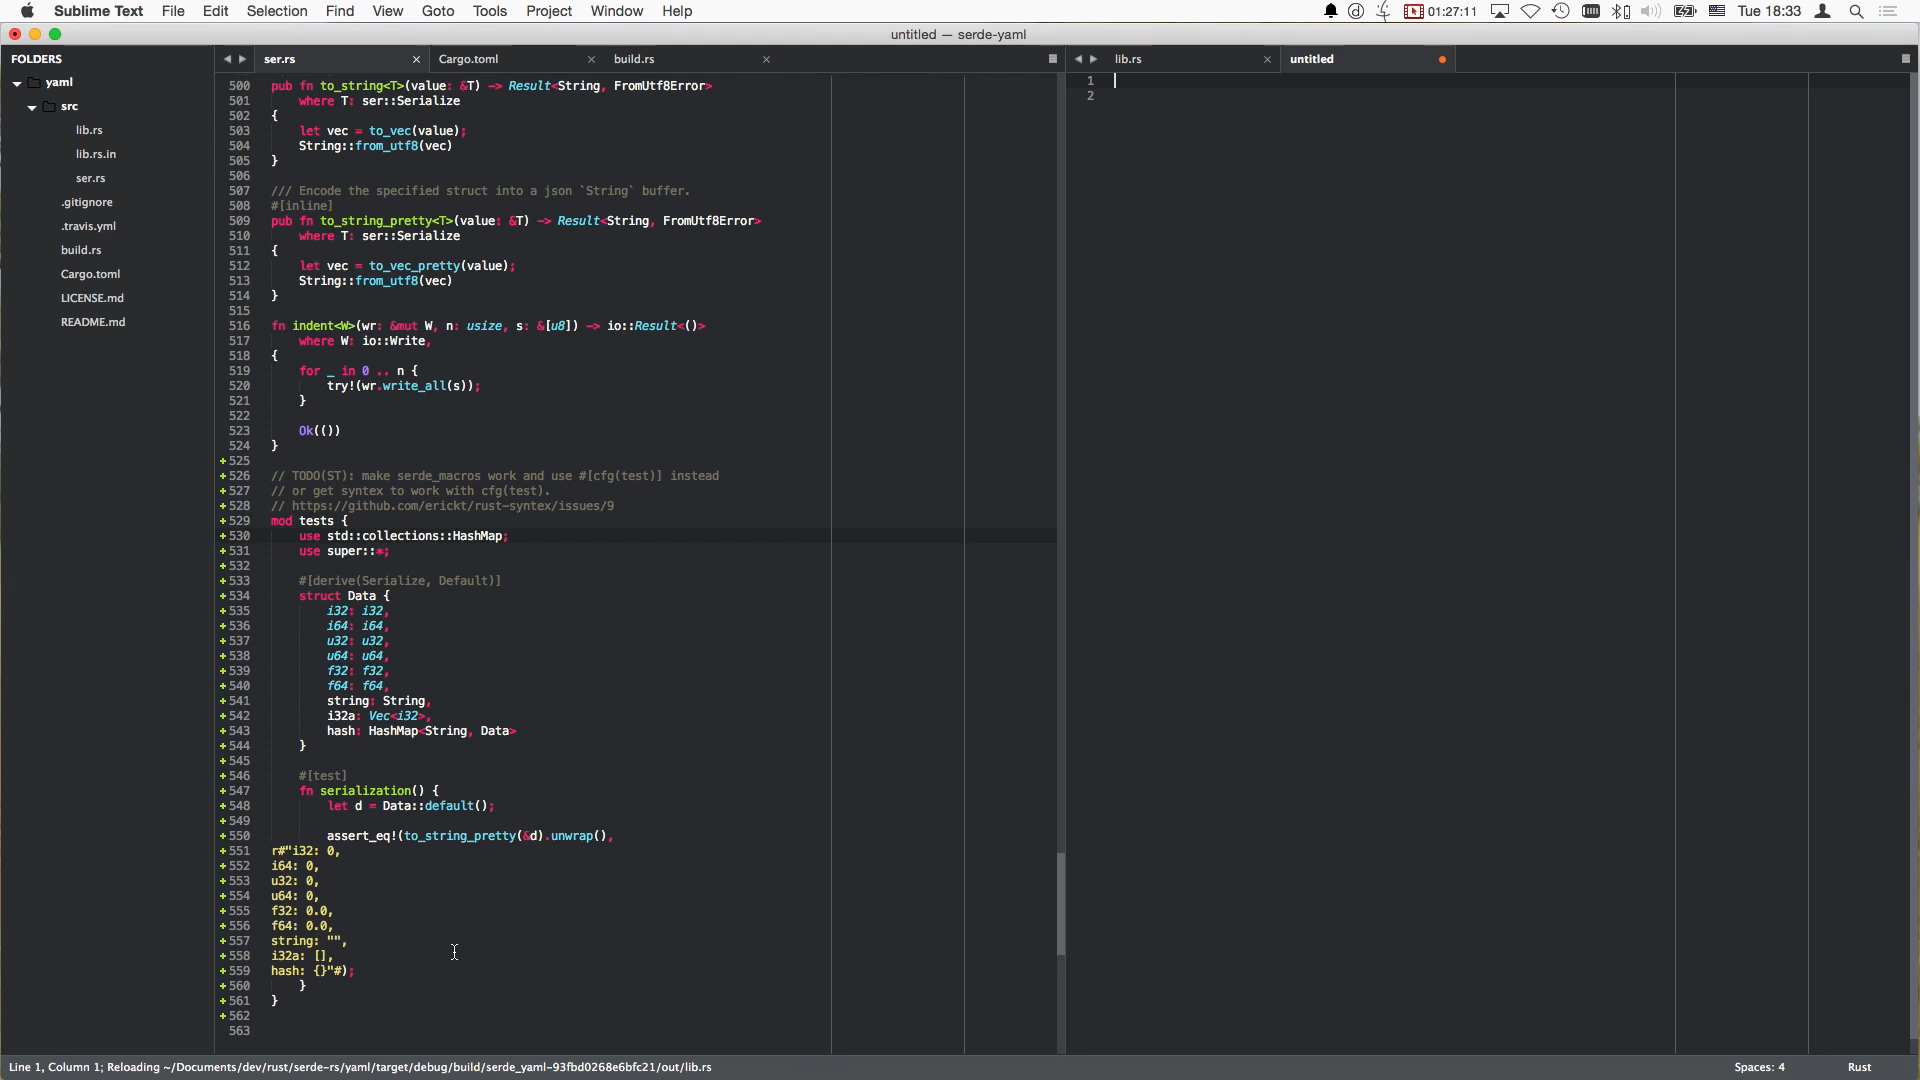 Sublime Text File Edit Selection Find View Goto Tools Project Window Help 01:27:11 Tue 18:33
untitled — serde-yaml
FOLDERS
yaml
src
lib.rs
lib.rs.in
ser.rs
.gitignore
.travis.yml
build.rs
Cargo.toml
LICENSE.md
README.md
ser.rs Cargo.toml build.rs
500 pub fn to_string<T>(value: &T) -> Result<String, FromUtf8Error>
501 where T: ser::Serialize
502 {
503 let vec = to_vec(value);
504 String::from_utf8(vec)
505 }
506
507 /// Encode the specified struct into a json `String` buffer.
508 #[inline]
509 pub fn to_string_pretty<T>(value: &T) -> Result<String, FromUtf8Error>
510 where T: ser::Serialize
511 {
512 let vec = to_vec_pretty(value);
513 String::from_utf8(vec)
514 }
515
516 fn indent<W>(wr: &mut W, n: usize, s: &[u8]) -> io::Result<()>
517 where W: io::Write,
518 {
519 for _ in 0 .. n {
520 try!(wr.write_all(s));
521 }
522
523 Ok(())
524 }
+525
+526 // TODO(ST): make serde_macros work and use #[cfg(test)] instead
+527 // or get syntex to work with cfg(test).
+528 // https://github.com/erickt/rust-syntex/issues/9
+529 mod tests {
+530 use std::collections::HashMap;
+531 use super::*;
+532
+533 #[derive(Serialize, Default)]
+534 struct Data {
+535 i32: i32,
+536 i64: i64,
+537 u32: u32,
+538 u64: u64,
+539 f32: f32,
+540 f64: f64,
+541 string: String,
+542 i32a: Vec<i32>,
+543 hash: HashMap<String, Data>
+544 }
+545
+546 #[test]
+547 fn serialization() {
+548 let d = Data::default();
+549
+550 assert_eq!(to_string_pretty(&d).unwrap(),
+551 r#"i32: 0,
+552 i64: 0,
+553 u32: 0,
+554 u64: 0,
+555 f32: 0.0,
+556 f64: 0.0,
+557 string: "",
+558 i32a: [],
+559 hash: {}"#);
+560 }
+561 }
+562
563
lib.rs untitled
1
2
Line 1, Column 1; Reloading ~/Documents/dev/rust/serde-rs/yaml/target/debug/build/serde_yaml-93fbd0268e6bfc21/out/lib.rs Spaces: 4 Rust